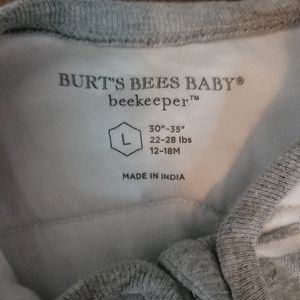 BURT'S BEES BABY®
beekeeper™
L
30"-35"
22-28 lbs
12-18M
MADE IN INDIA